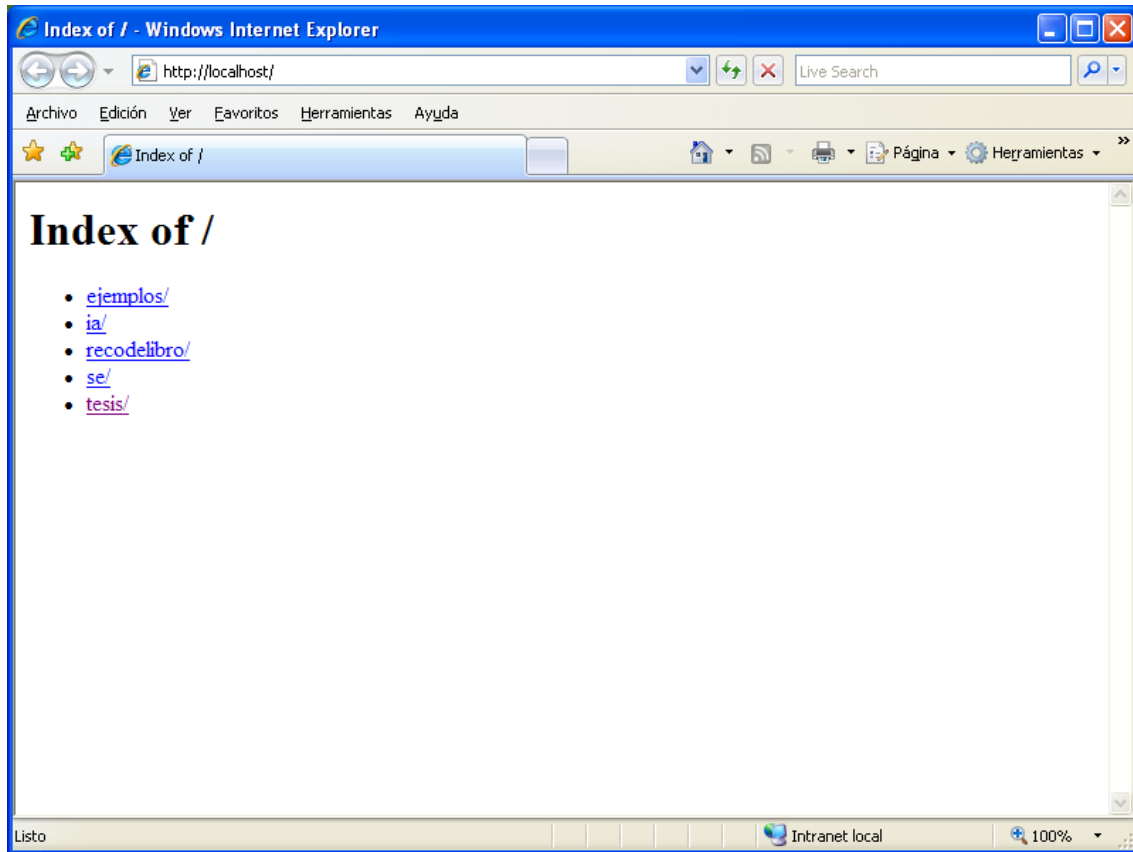 Index of / - Windows Internet Explorer
http://localhost/
Live Search
Archivo Edición Ver Favoritos Herramientas Ayuda
Index of /
Página Herramientas
Index of /
ejemplos/
ia/
recodelibro/
se/
tesis/
Listo Intranet local 100%